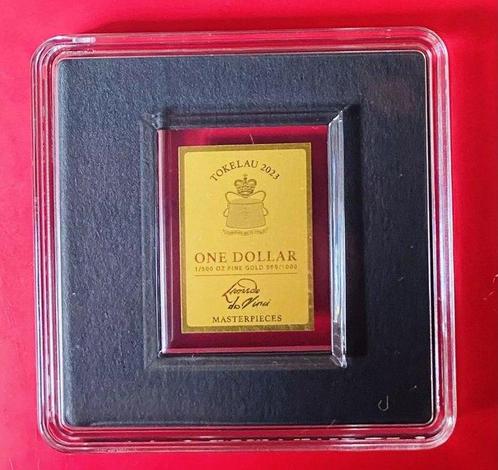 TOKELAU 2023
ONE DOLLAR
1/500 OZ FINE GOLD 999/1000
Leonardo
da Vinci
MASTERPIECES